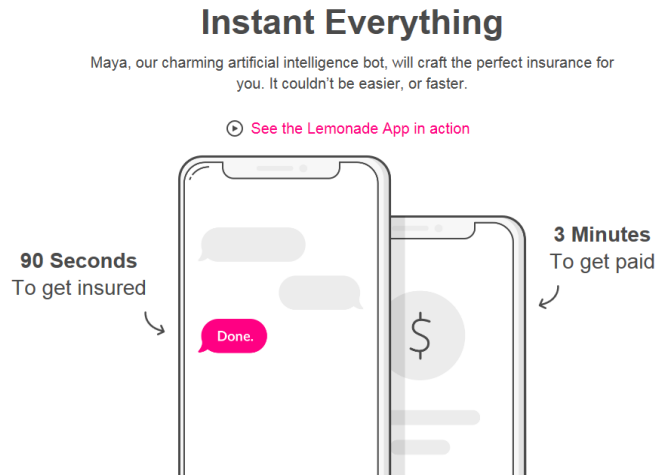 Instant Everything
Maya, our charming artificial intelligence bot, will craft the perfect insurance for
you. It couldn’t be easier, or faster.
See the Lemonade App in action
90 Seconds
To get insured
3 Minutes
To get paid
Done.
$